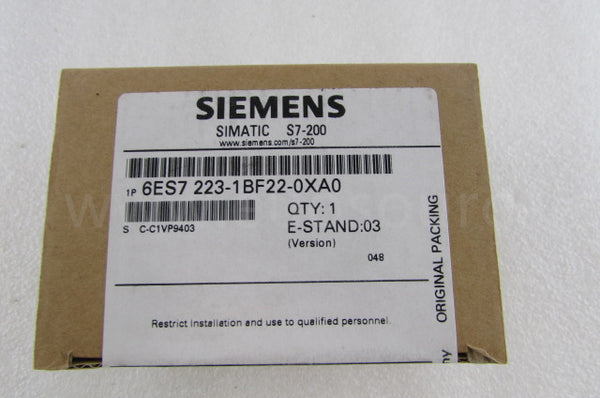 SIEMENS
SIMATIC S7-200
www.siemens.com/s7-200
1P 6ES7 223-1BF22-0XA0
QTY: 1
S C-C1VP9403
E-STAND:03
(Version)
048
Restrict installation and use to qualified personnel.
ORIGINAL PACKING